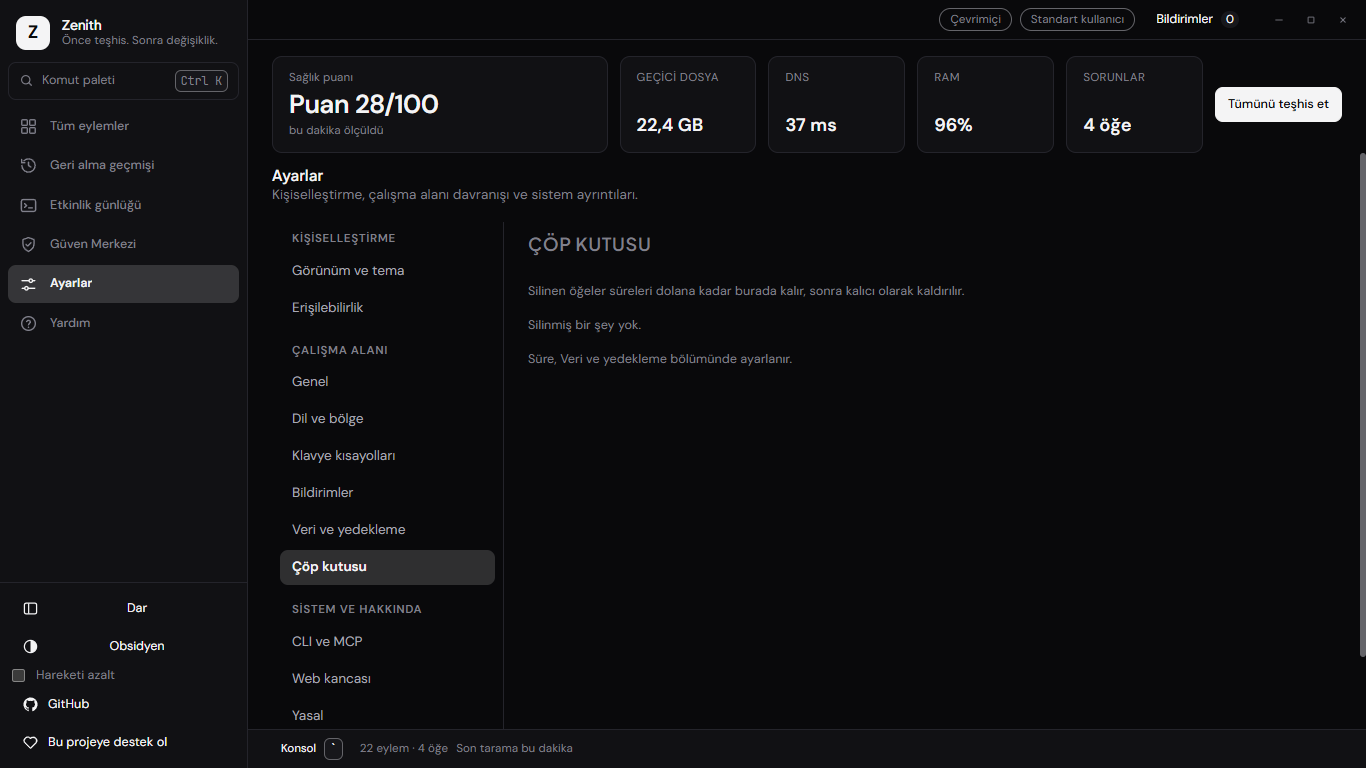 Z
Zenith
Önce teşhis. Sonra değişiklik.
Komut paleti
Ctrl K
Tüm eylemler
Geri alma geçmişi
Etkinlik günlüğü
Güven Merkezi
Ayarlar
Yardım
Dar
Obsidyen
Hareketi azalt
GitHub
Bu projeye destek ol
Çevrimiçi
Standart kullanıcı
Bildirimler 0
Sağlık puanı
Puan 28/100
bu dakika ölçüldü
GEÇİCİ DOSYA
22,4 GB
DNS
37 ms
RAM
96%
SORUNLAR
4 öğe
Tümünü teşhis et
Ayarlar
Kişiselleştirme, çalışma alanı davranışı ve sistem ayrıntıları.
KİŞİSELLEŞTİRME
Görünüm ve tema
Erişilebilirlik
ÇALIŞMA ALANI
Genel
Dil ve bölge
Klavye kısayolları
Bildirimler
Veri ve yedekleme
Çöp kutusu
SİSTEM VE HAKKINDA
CLI ve MCP
Web kancası
Yasal
ÇÖP KUTUSU
Silinen öğeler süreleri dolana kadar burada kalır, sonra kalıcı olarak kaldırılır.
Silinmiş bir şey yok.
Süre, Veri ve yedekleme bölümünde ayarlanır.
Konsol `
22 eylem · 4 öğe Son tarama bu dakika